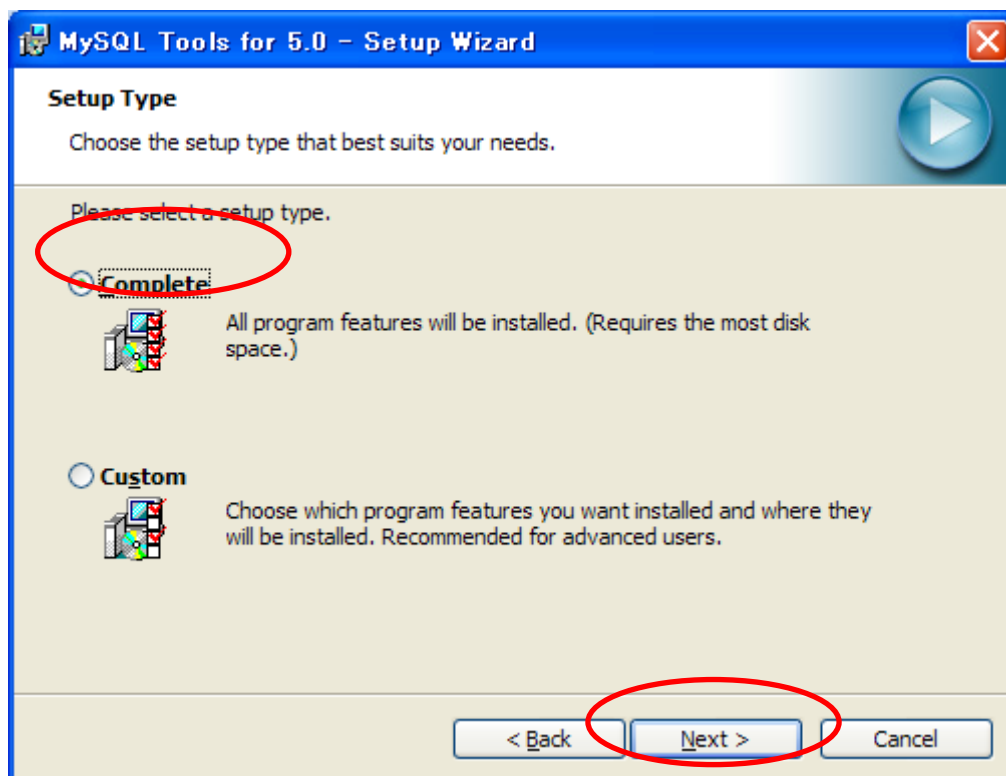 MySQL Tools for 5.0 - Setup Wizard
Setup Type
Choose the setup type that best suits your needs.
Please select a setup type.
Complete
All program features will be installed. (Requires the most disk
space.)
Custom
Choose which program features you want installed and where they
will be installed. Recommended for advanced users.
< Back
Next >
Cancel